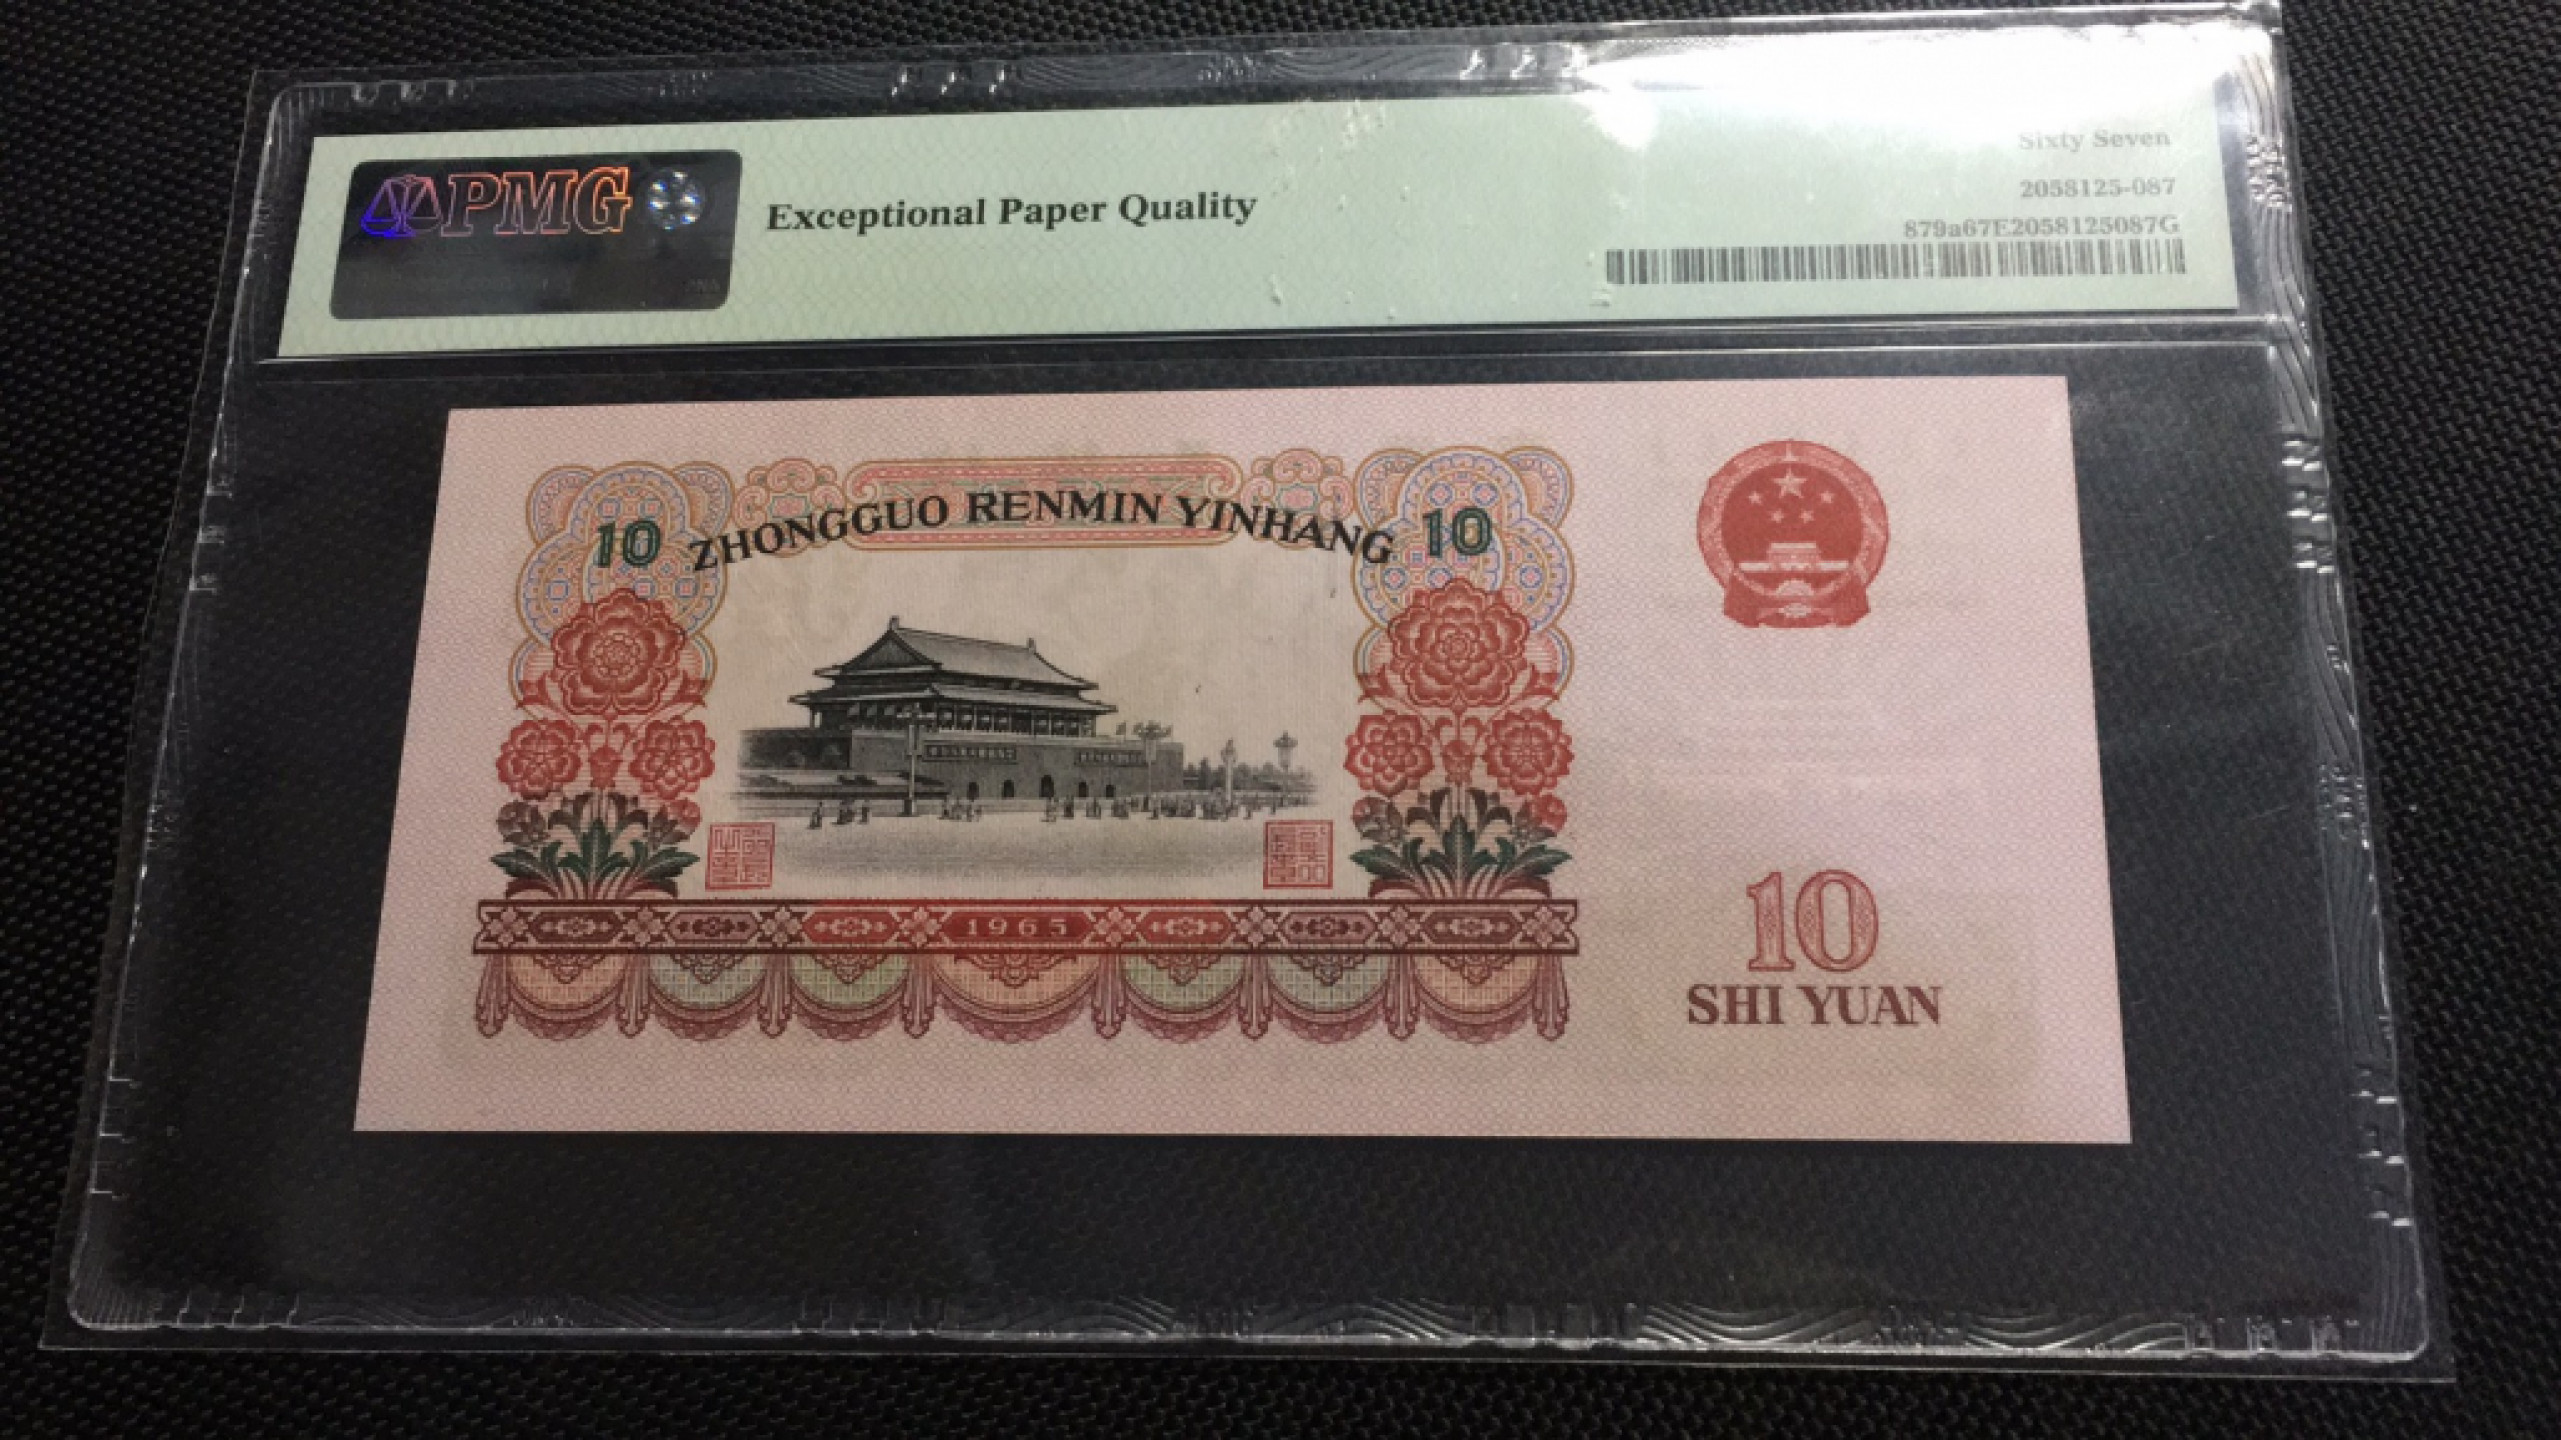 PMG
Exceptional Paper Quality
Sixty Seven
2058125-087
879a67E2058125087G
ZHONGGUO RENMIN YINHANG
10
10
1965
10
SHI YUAN